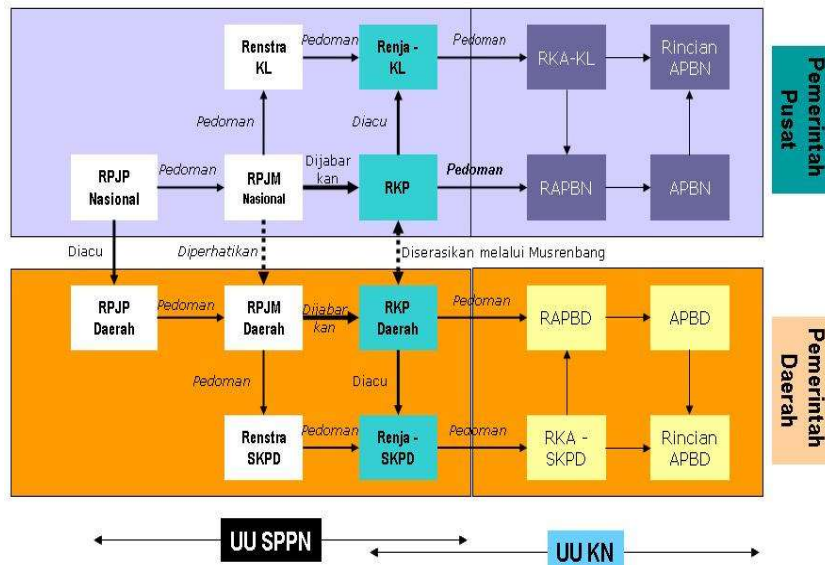 Renstra
KL
Pedoman
Renja -
KL
Pedoman
RKA-KL
Rincian
APBN
Pedoman
Diacu
RPJP
Nasional
Pedoman
RPJM
Nasional
Dijabar
kan
RKP
Pedoman
RAPBN
APBN
Pemerintah
Pusat
Diacu
Diperhatikan
Diserasikan melalui Musrenbang
RPJP
Daerah
Pedoman
RPJM
Daerah
Dijabar
kan
RKP
Daerah
Pedoman
RAPBD
APBD
Pedoman
Diacu
Renstra
SKPD
Pedoman
Renja -
SKPD
Pedoman
RKA -
SKPD
Rincian
APBD
Pemerintah
Daerah
UU SPPN
UU KN